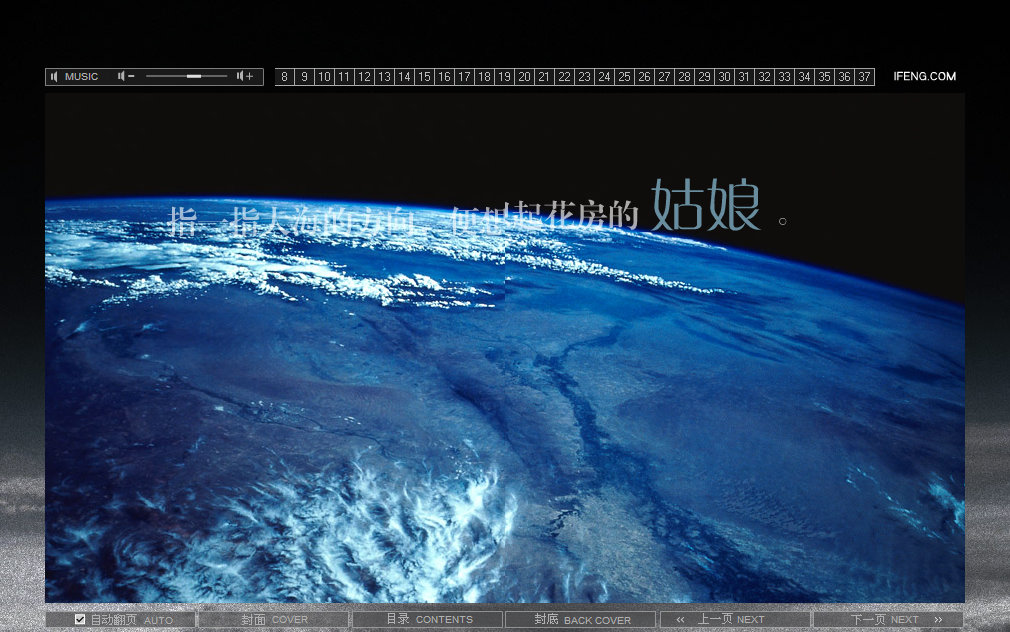 MUSIC
8 9 10 11 12 13 14 15 16 17 18 19 20 21 22 23 24 25 26 27 28 29 30 31 32 33 34 35 36 37
IFENG.COM
指一指大海的方向，便想起花房的姑娘。
自动翻页 AUTO
封面 COVER
目录 CONTENTS
封底 BACK COVER
« 上一页 NEXT
下一页 NEXT »